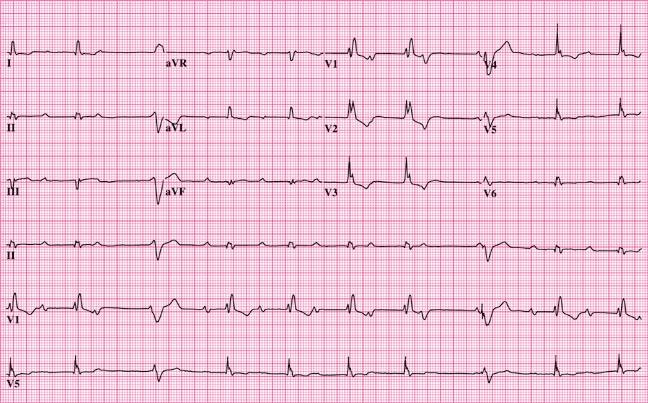 I aVR V1 V4
II aVL V2 V5
III aVF V3 V6
II
V1
V5